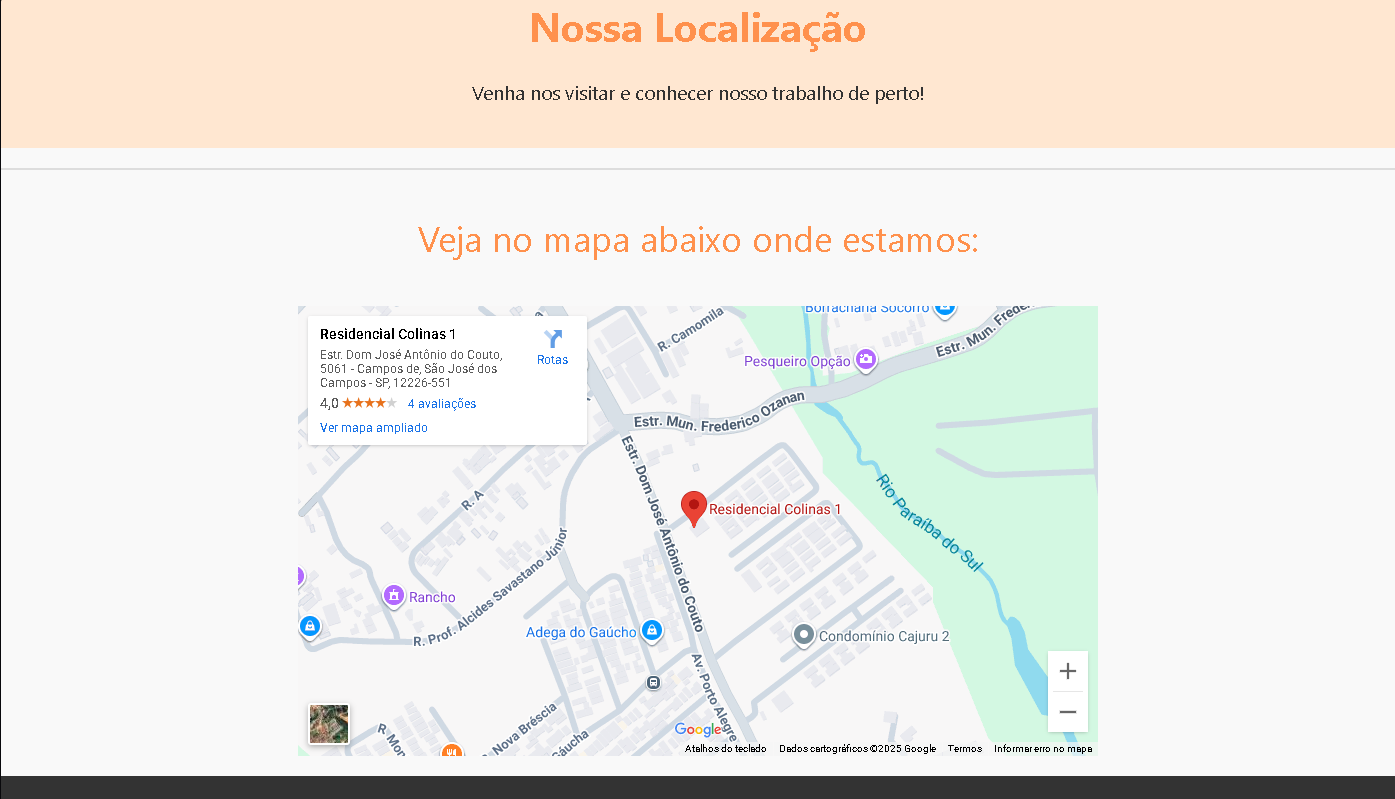 Nossa Localização
Venha nos visitar e conhecer nosso trabalho de perto!
Veja no mapa abaixo onde estamos:
Residencial Colinas 1
Estr. Dom José Antônio do Couto,
5061 - Campos de, São José dos
Campos - SP, 12226-551
Rotas
4,0
4 avaliações
Ver mapa ampliado
R. Camomila
Borracharia Socorro
Estr. Mun. Frederico
Pesqueiro Opção
Estr. Mun. Frederico Ozanan
Estr. Dom José Antônio do Couto
R. A
Residencial Colinas 1
Rio Paraíba do Sul
R. Prof. Alcides Savastano Júnior
Rancho
Adega do Gaúcho
Condomínio Cajuru 2
Av. Porto Alegre
Nova Bréscia
Gáucha
R. Mon
Google
Atalhos do teclado
Dados cartográficos ©2025 Google
Termos
Informar erro no mapa